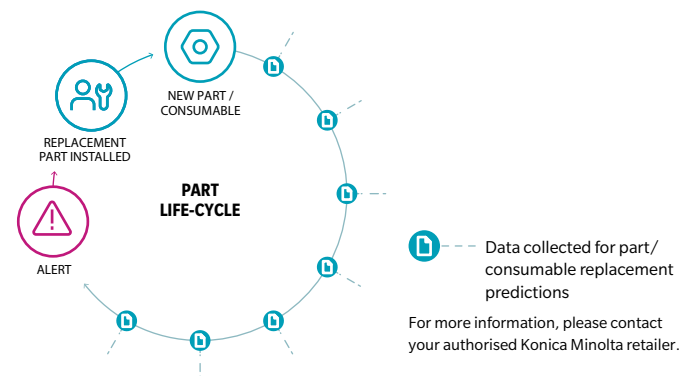 NEW PART /
CONSUMABLE
REPLACEMENT
PART INSTALLED
PART
LIFE-CYCLE
ALERT
Data collected for part/
consumable replacement
predictions
For more information, please contact
your authorised Konica Minolta retailer.